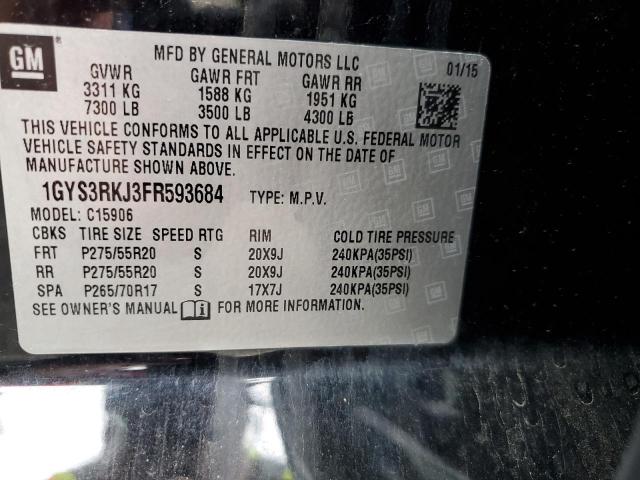 GM
®
MFD BY GENERAL MOTORS LLC
01/15
GVWR GAWR FRT GAWR RR
3311 KG 1588 KG 1951 KG
7300 LB 3500 LB 4300 LB
THIS VEHICLE CONFORMS TO ALL APPLICABLE U.S. FEDERAL MOTOR
VEHICLE SAFETY STANDARDS IN EFFECT ON THE DATE OF
MANUFACTURE SHOWN ABOVE.
1GYS3RKJ3FR593684 TYPE: M.P.V.
MODEL: C15906
CBKS TIRE SIZE SPEED RTG RIM COLD TIRE PRESSURE
FRT P275/55R20 S 20X9J 240KPA(35PSI)
RR P275/55R20 S 20X9J 240KPA(35PSI)
SPA P265/70R17 S 17X7J 240KPA(35PSI)
SEE OWNER'S MANUAL i FOR MORE INFORMATION.